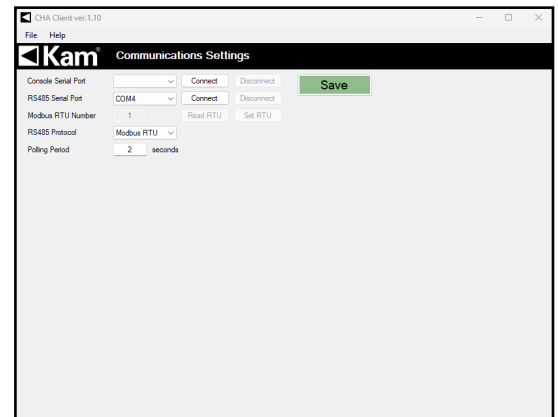 CHA Client ver.1.10
File Help
Kam® Communications Settings
Console Serial Port Connect Disconnect Save
RS485 Serial Port COM4 Connect Disconnect
Modbus RTU Number 1 Read RTU Set RTU
RS485 Protocol Modbus RTU
Polling Period 2 seconds